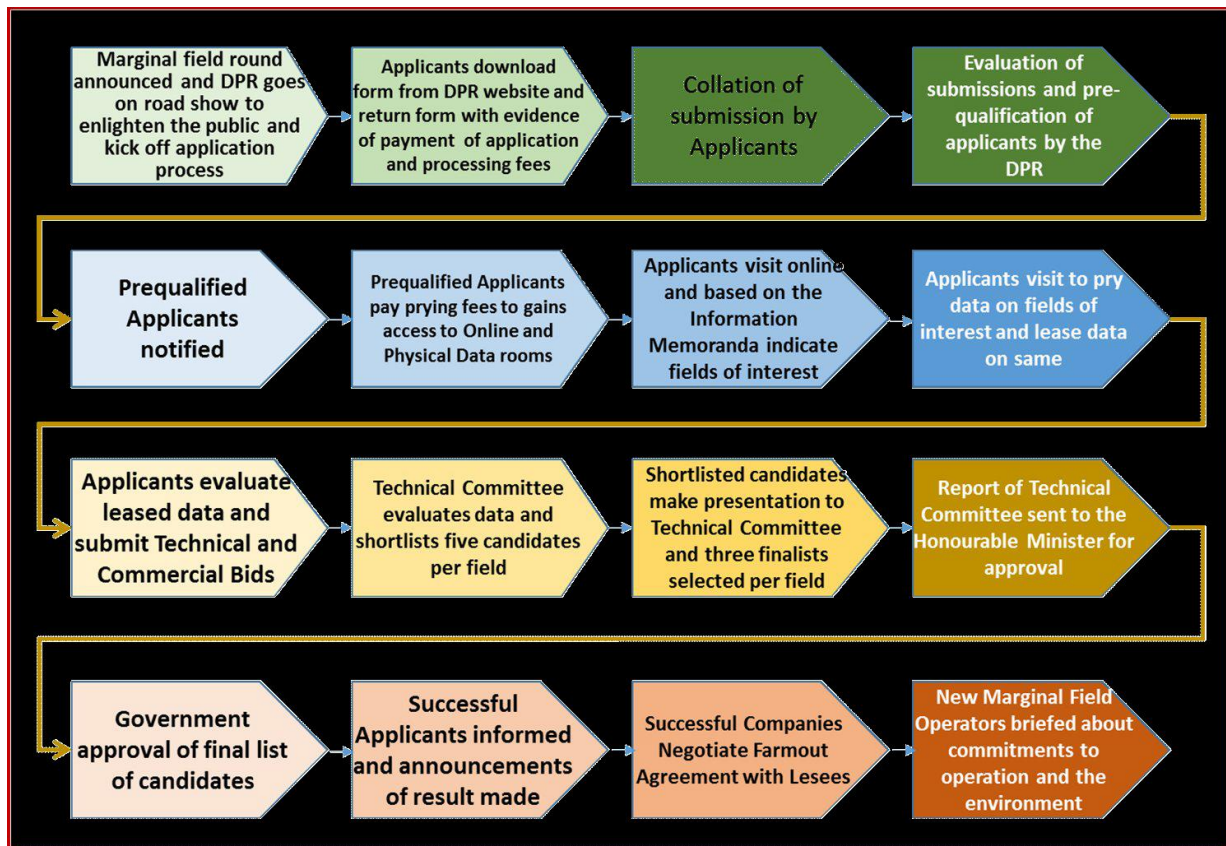 Marginal field round
announced and DPR goes
on road show to
enlighten the public and
kick off application
process
Applicants download
form from DPR website and
return form with evidence
of payment of application
and processing fees
Collation of
submission by
Applicants
Evaluation of
submissions and pre-
qualification of
applicants by the
DPR
Prequalified
Applicants
notified
Prequalified Applicants
pay prying fees to gains
access to Online and
Physical Data rooms
Applicants visit online
and based on the
Information
Memoranda indicate
fields of interest
Applicants visit to pry
data on fields of
interest and lease data
on same
Applicants evaluate
leased data and
submit Technical and
Commercial Bids
Technical Committee
evaluates data and
shortlists five candidates
per field
Shortlisted candidates
make presentation to
Technical Committee
and three finalists
selected per field
Report of Technical
Committee sent to the
Honourable Minister for
approval
Government
approval of final list
of candidates
Successful
Applicants informed
and announcements
of result made
Successful Companies
Negotiate Farmout
Agreement with Lesees
New Marginal Field
Operators briefed about
commitments to
operation and the
environment